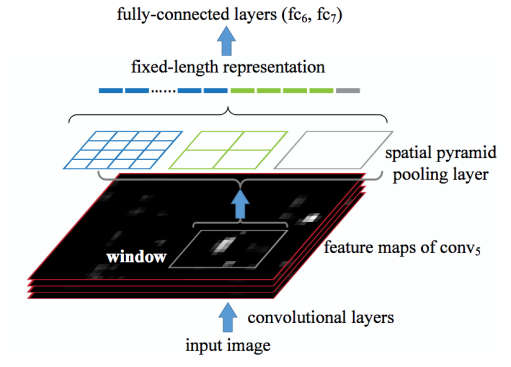 fully-connected layers (fc₆, fc₇)
fixed-length representation
......
spatial pyramid
pooling layer
window
feature maps of conv₅
convolutional layers
input image